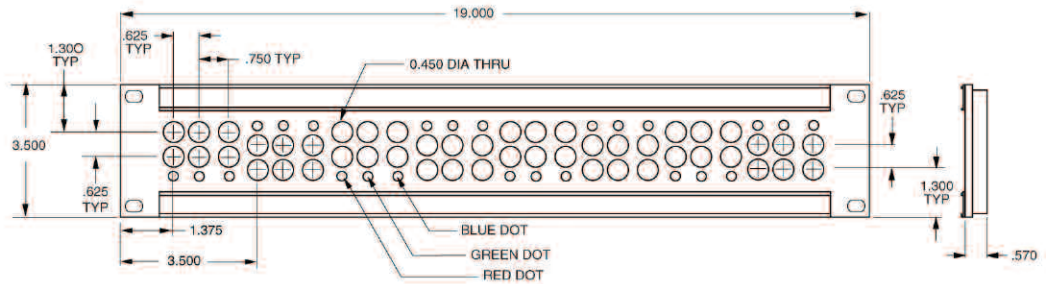 19.000
.625
TYP
1.300
TYP
.750 TYP
0.450 DIA THRU
.625
TYP
3.500
.625
TYP
1.300
TYP
1.375
BLUE DOT
3.500
GREEN DOT
.570
RED DOT